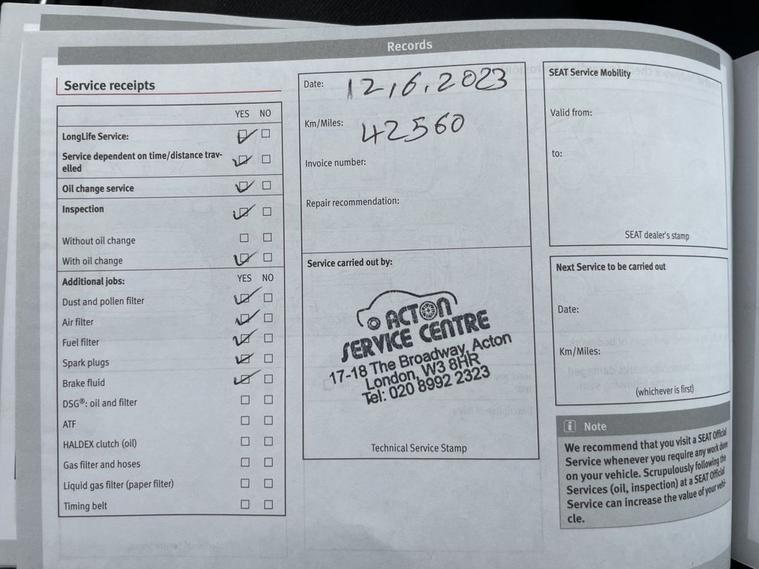 Records
Service receipts
YES NO
LongLife Service:
Service dependent on time/distance trav-
elled
Oil change service
Inspection
Without oil change
With oil change
Additional jobs: YES NO
Dust and pollen filter
Air filter
Fuel filter
Spark plugs
Brake fluid
DSG®: oil and filter
ATF
HALDEX clutch (oil)
Gas filter and hoses
Liquid gas filter (paper filter)
Timing belt
Date: 12,6,2023
Km/Miles: 42560
Invoice number:
Repair recommendation:
Service carried out by:
ACTON
SERVICE CENTRE
17-18 The Broadway, Acton
London, W3 8HR
Tel: 020 8992 2323
Technical Service Stamp
SEAT Service Mobility
Valid from:
to:
SEAT dealer's stamp
Next Service to be carried out
Date:
Km/Miles:
(whichever is first)
i Note
We recommend that you visit a SEAT Official
Service whenever you require any work done
on your vehicle. Scrupulously following the
Services (oil, inspection) at a SEAT Official
Service can increase the value of your vehi-
cle.